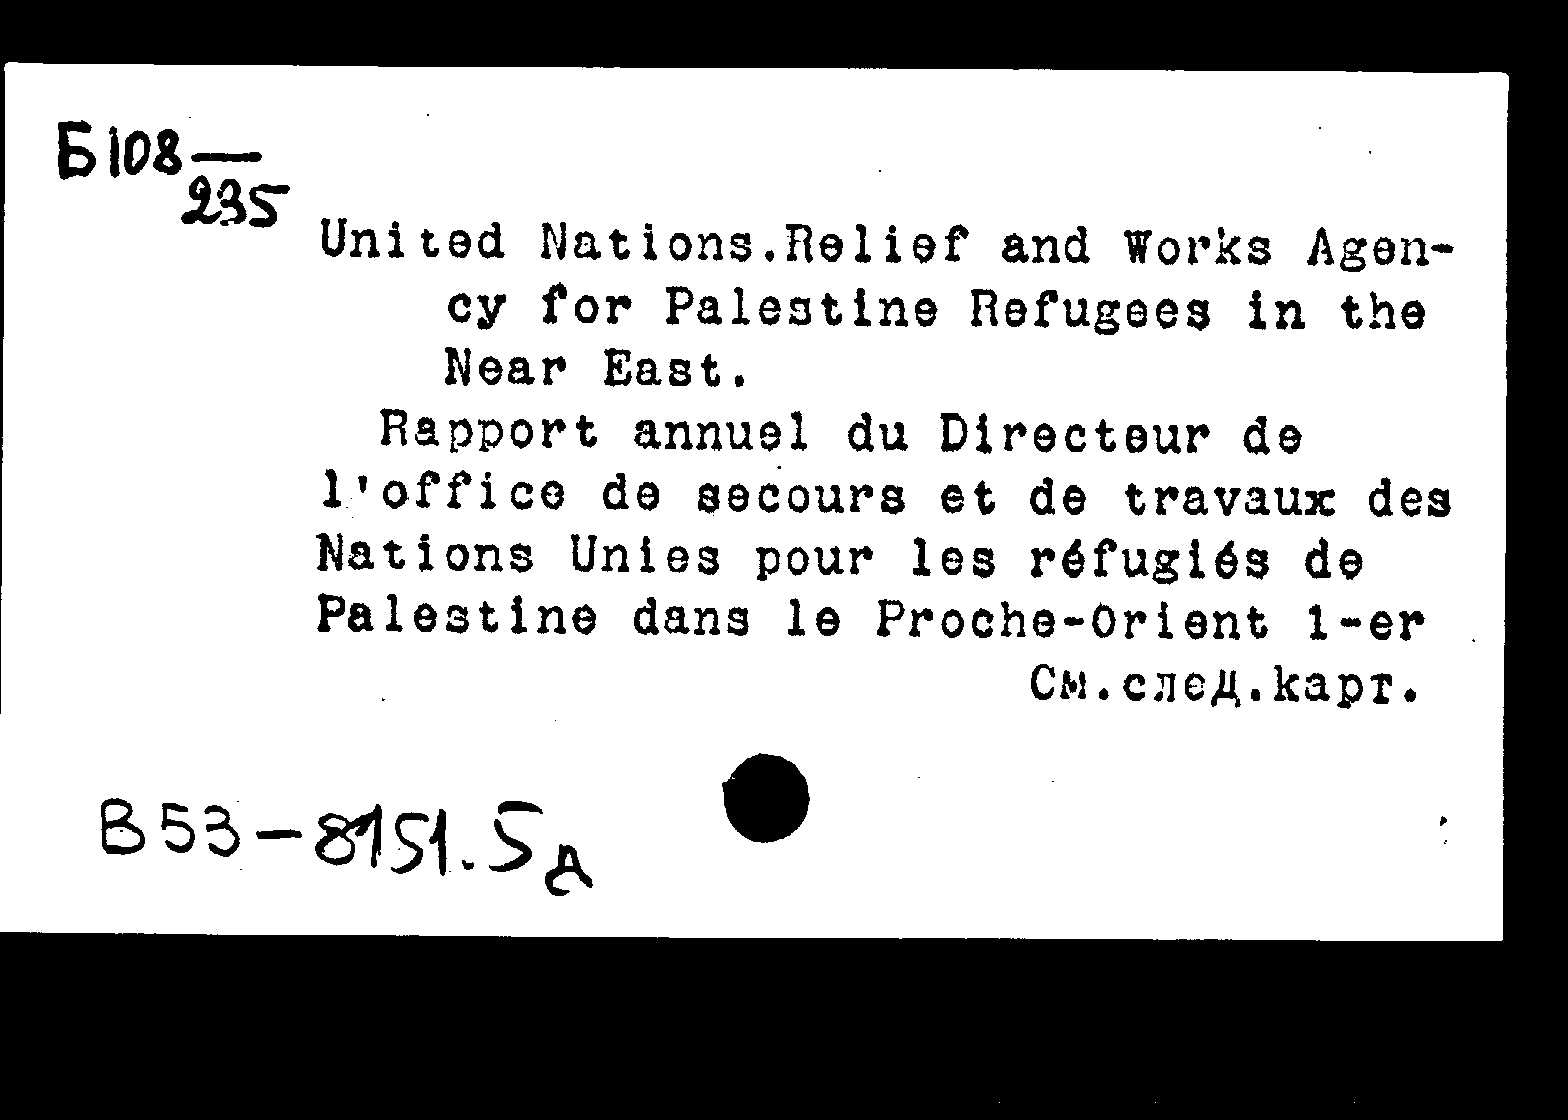 Б108—
235
United Nations.Relief and Works Agen-
cy for Palestine Refugees in the
Near East.
Rapport annuel du Directeur de
l'office de secours et de travaux des
Nations Unies pour les réfugiés de
Palestine dans le Proche-Orient 1-er
См.след.карт.
В53-8151.5д